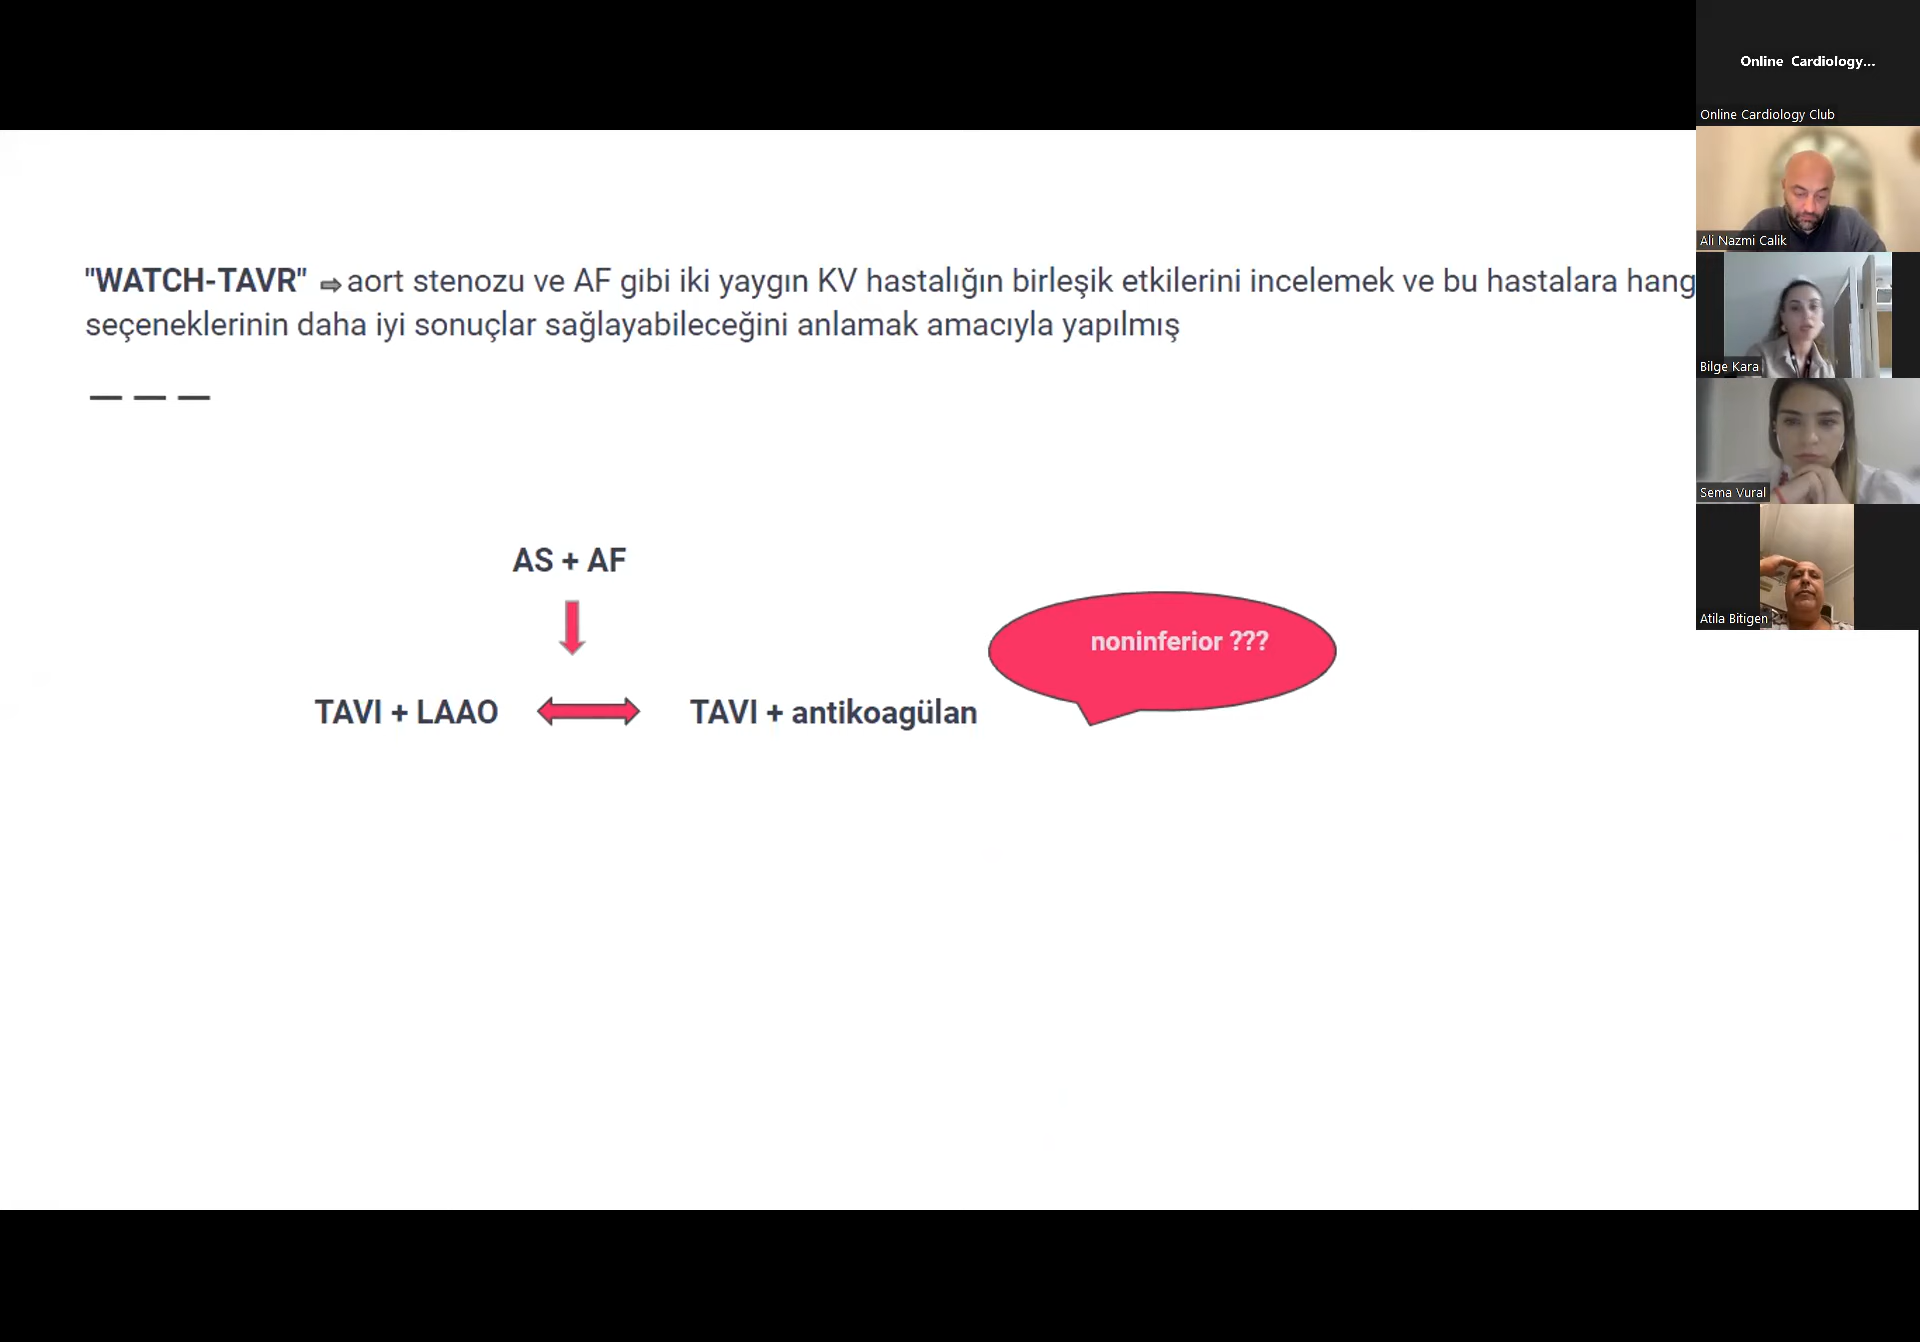 "WATCH-TAVR" ⇨ aort stenozu ve AF gibi iki yaygın KV hastalığın birleşik etkilerini incelemek ve bu hastalara hang
seçeneklerinin daha iyi sonuçlar sağlayabileceğini anlamak amacıyla yapılmış
AS + AF
noninferior ???
TAVI + LAAO
TAVI + antikoagülan
Online Cardiology...
Online Cardiology Club
Ali Nazmi Calik
Bilge Kara
Sema Vural
Atila Bitigen